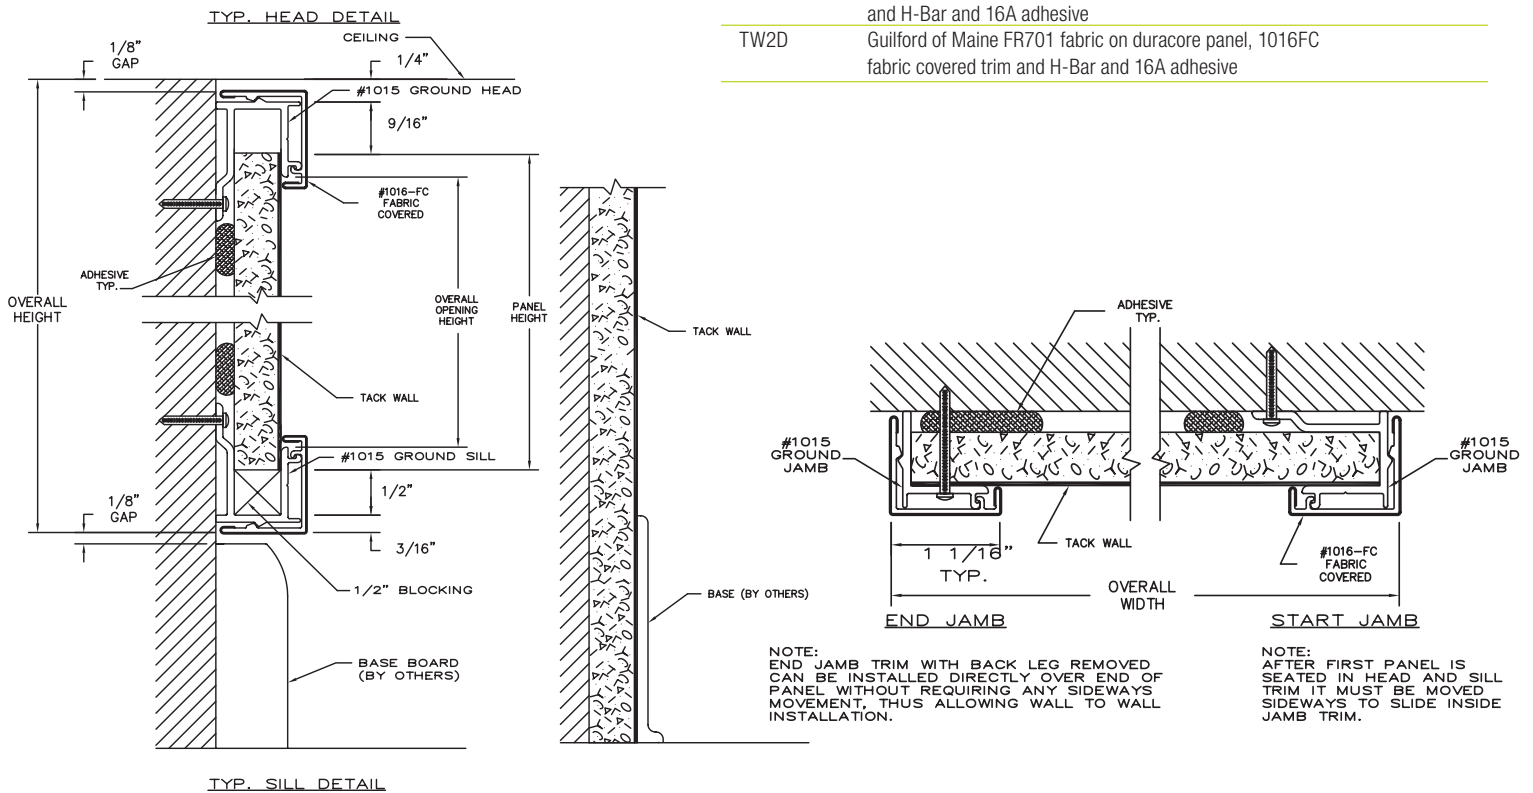 TYP. HEAD DETAIL
CEILING
1/8"
GAP
1/4"
#1015 GROUND HEAD
9/16"
#1016-FC
FABRIC
COVERED
ADHESIVE
TYP.
OVERALL
HEIGHT
OVERALL
OPENING
HEIGHT
PANEL
HEIGHT
TACK WALL
#1015 GROUND SILL
1/2"
1/8"
GAP
3/16"
1/2" BLOCKING
BASE BOARD
(BY OTHERS)
TYP. SILL DETAIL
TACK WALL
BASE (BY OTHERS)
and H-Bar and 16A adhesive
TW2D Guilford of Maine FR701 fabric on duracore panel, 1016FC
fabric covered trim and H-Bar and 16A adhesive
ADHESIVE
TYP.
#1015
GROUND
JAMB
#1015
GROUND
JAMB
1 1/16"
TYP.
TACK WALL
#1016-FC
FABRIC
COVERED
OVERALL
WIDTH
END JAMB
START JAMB
NOTE:
END JAMB TRIM WITH BACK LEG REMOVED
CAN BE INSTALLED DIRECTLY OVER END OF
PANEL WITHOUT REQUIRING ANY SIDEWAYS
MOVEMENT, THUS ALLOWING WALL TO WALL
INSTALLATION.
NOTE:
AFTER FIRST PANEL IS
SEATED IN HEAD AND SILL
TRIM IT MUST BE MOVED
SIDEWAYS TO SLIDE INSIDE
JAMB TRIM.